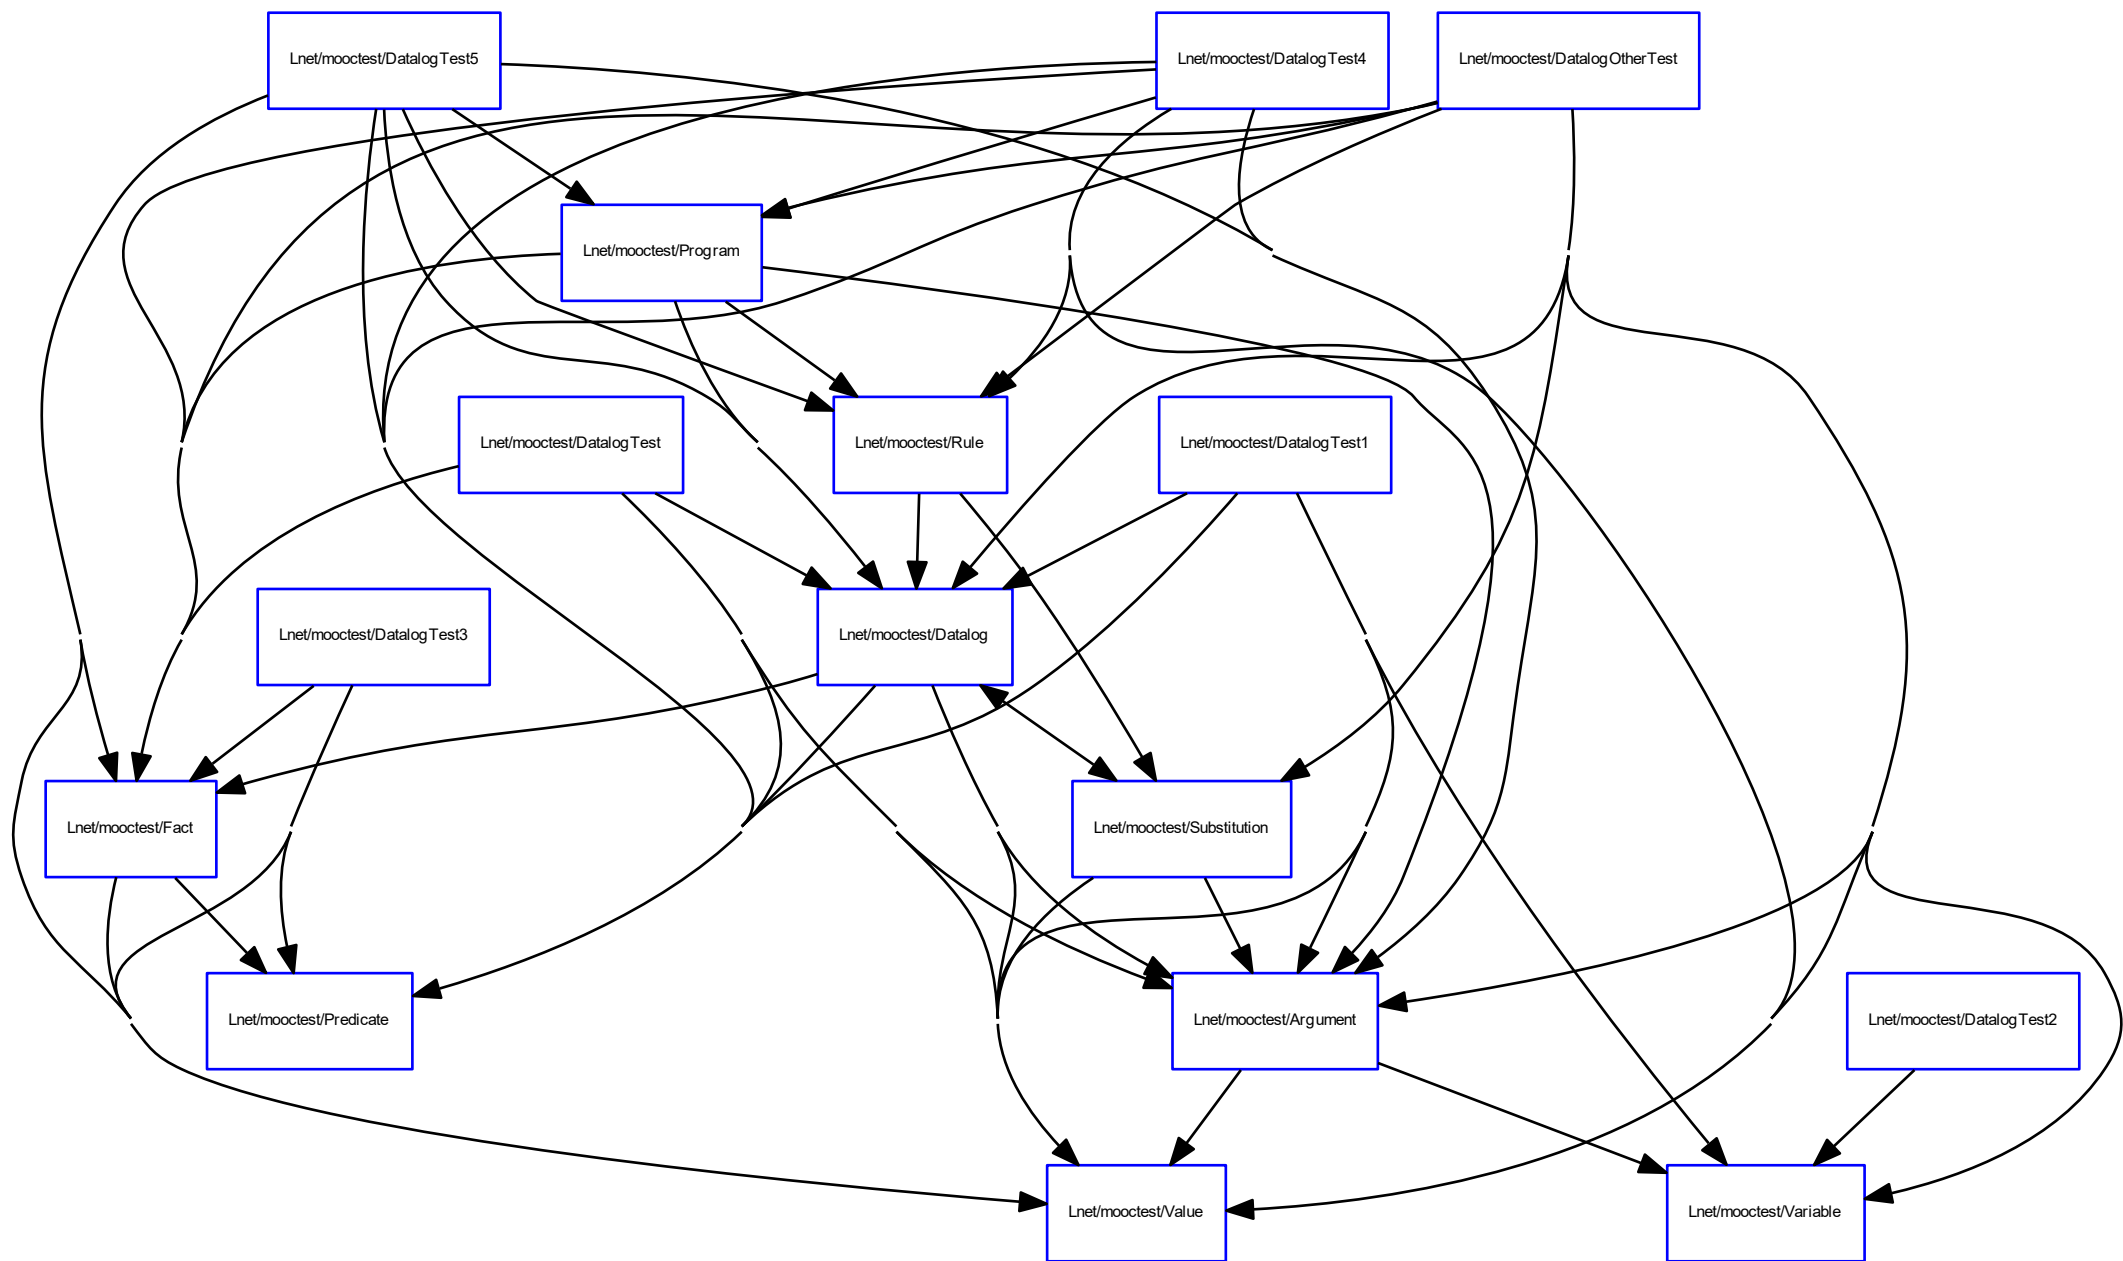 Lnet/mooctest/DatalogTest5
Lnet/mooctest/DatalogTest4
Lnet/mooctest/DatalogOtherTest
Lnet/mooctest/Program
Lnet/mooctest/DatalogTest
Lnet/mooctest/Rule
Lnet/mooctest/DatalogTest1
Lnet/mooctest/DatalogTest3
Lnet/mooctest/Datalog
Lnet/mooctest/Fact
Lnet/mooctest/Substitution
Lnet/mooctest/Predicate
Lnet/mooctest/Argument
Lnet/mooctest/DatalogTest2
Lnet/mooctest/Value
Lnet/mooctest/Variable